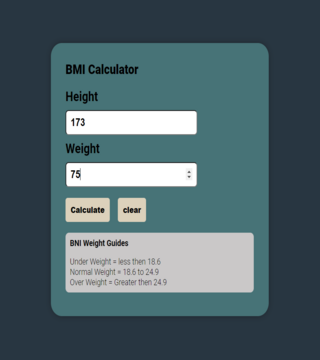 BMI Calculator
Height
173
Weight
75
Calculate clear
BNI Weight Guides
Under Weight = less then 18.6
Normal Weight = 18.6 to 24.9
Over Weight = Greater then 24.9